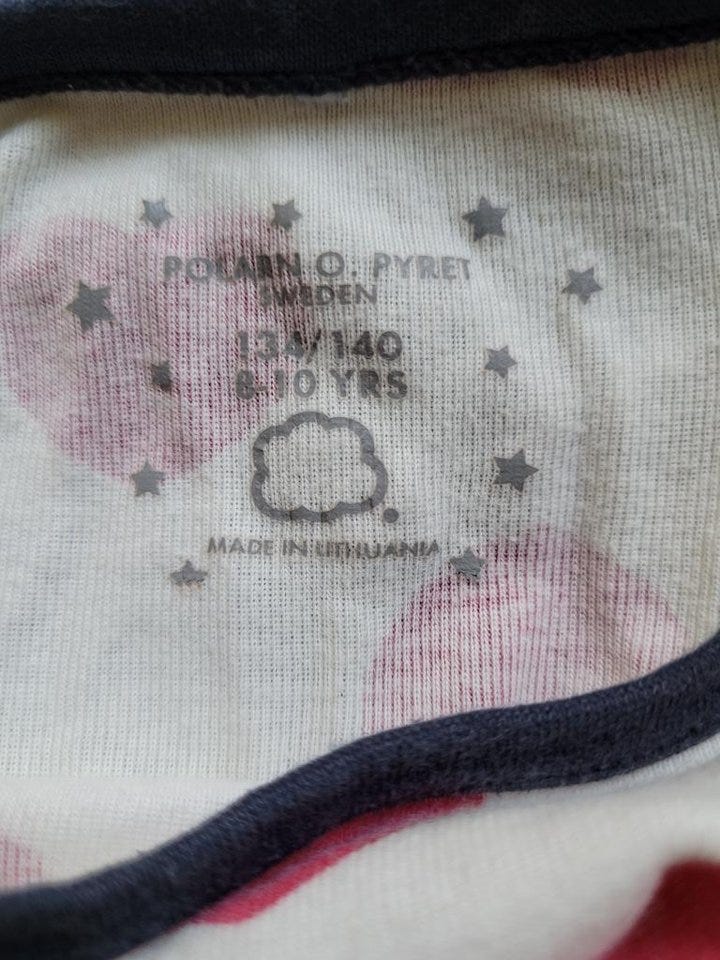 POLARN O. PYRET
SWEDEN
134/140
8-10 YRS
MADE IN LITHUANIA